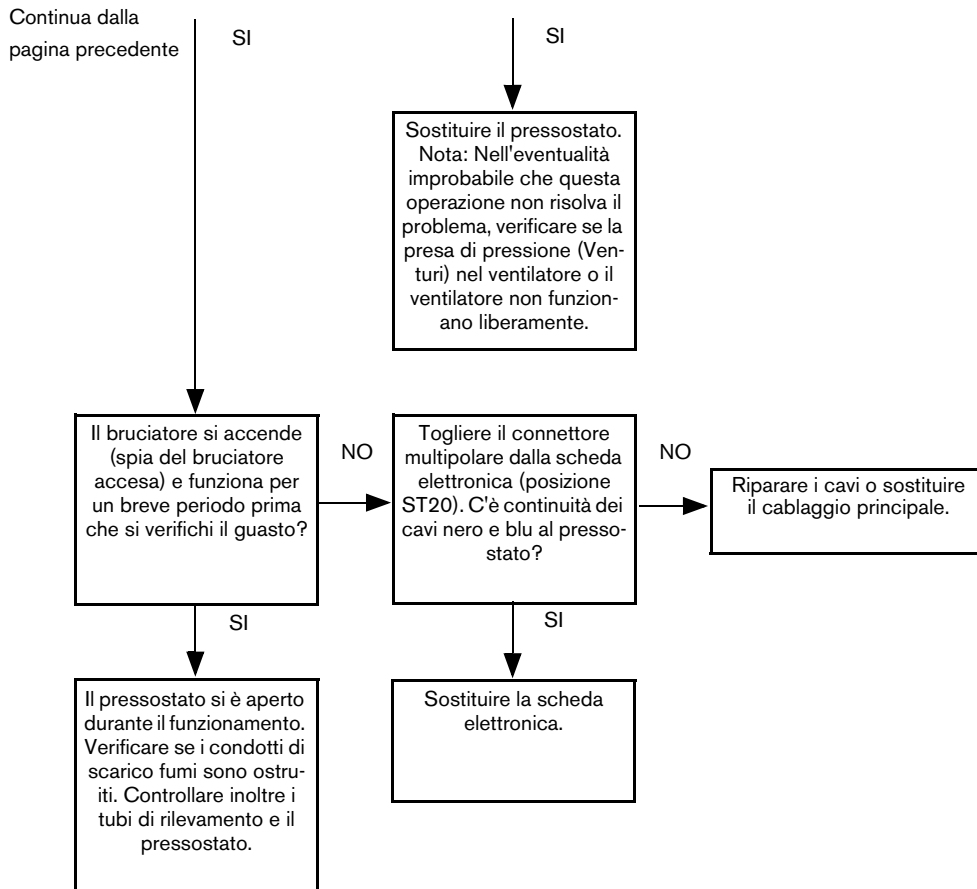 Continua dalla
pagina precedente
SI
SI
Sostituire il pressostato.
Nota: Nell'eventualità
improbabile che questa
operazione non risolva il
problema, verificare se la
presa di pressione (Ven-
turi) nel ventilatore o il
ventilatore non funzion-
ano liberamente.
Il bruciatore si accende
(spia del bruciatore
accesa) e funziona per
un breve periodo prima
che si verifichi il guasto?
NO
Togliere il connettore
multipolare dalla scheda
elettronica (posizione
ST20). C'è continuità dei
cavi nero e blu al presso-
stato?
NO
Riparare i cavi o sostituire
il cablaggio principale.
SI
SI
Il pressostato si è aperto
durante il funzionamento.
Verificare se i condotti di
scarico fumi sono ostru-
iti. Controllare inoltre i
tubi di rilevamento e il
pressostato.
Sostituire la scheda
elettronica.